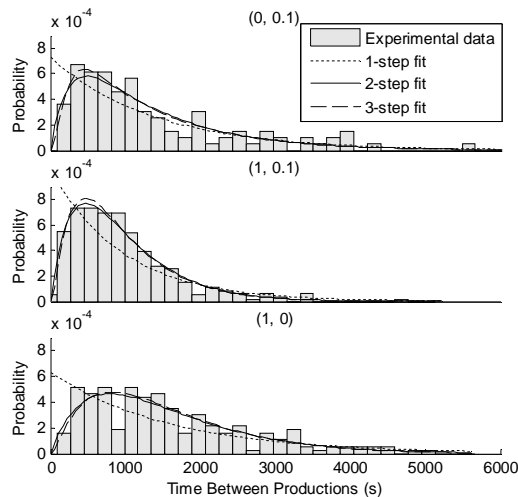 x 10⁻⁴
(0, 0.1)
8
6
4
2
0
Probability
Experimental data
1-step fit
2-step fit
3-step fit
(1, 0.1)
8
6
4
2
0
Probability
x 10⁻⁴
(1, 0)
8
6
4
2
0
Probability
0 1000 2000 3000 4000 5000 6000
Time Between Productions (s)